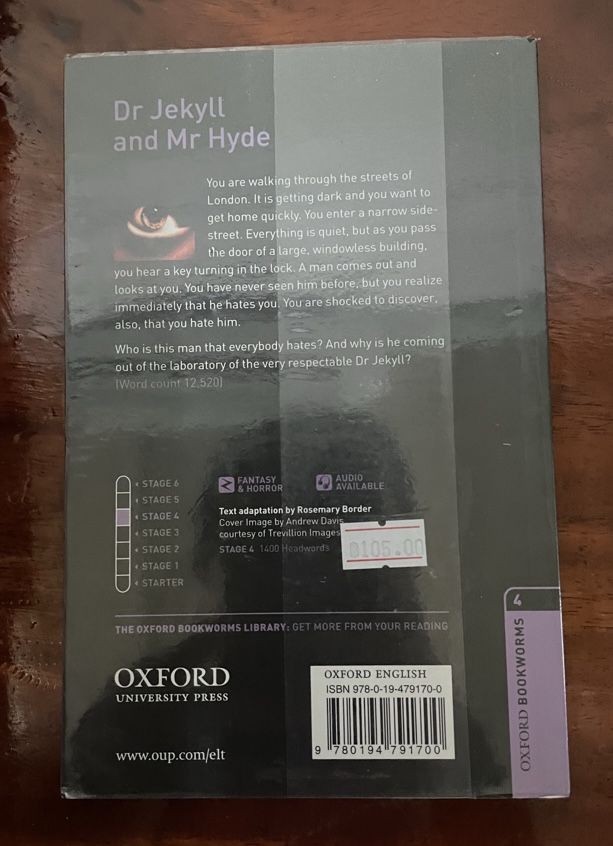 Dr Jekyll
and Mr Hyde
You are walking through the streets of
London. It is getting dark and you want to
get home quickly. You enter a narrow side-
street. Everything is quiet, but as you pass
the door of a large, windowless building,
you hear a key turning in the lock. A man comes out and
looks at you. You have never seen him before, but you realize
immediately that he hates you. You are shocked to discover,
also, that you hate him.
Who is this man that everybody hates? And why is he coming
out of the laboratory of the very respectable Dr Jekyll?
(Word count 12,520)
STAGE 6
STAGE 5
STAGE 4
STAGE 3
STAGE 2
STAGE 1
STARTER
FANTASY
& HORROR
AUDIO
AVAILABLE
Text adaptation by Rosemary Border
Cover Image by Andrew Davis
courtesy of Trevillion Images
STAGE 4 1400 Headwords
฿105.00
THE OXFORD BOOKWORMS LIBRARY: GET MORE FROM YOUR READING
OXFORD
UNIVERSITY PRESS
www.oup.com/elt
OXFORD ENGLISH
ISBN 978-0-19-479170-0
9 780194 791700
4
OXFORD BOOKWORMS